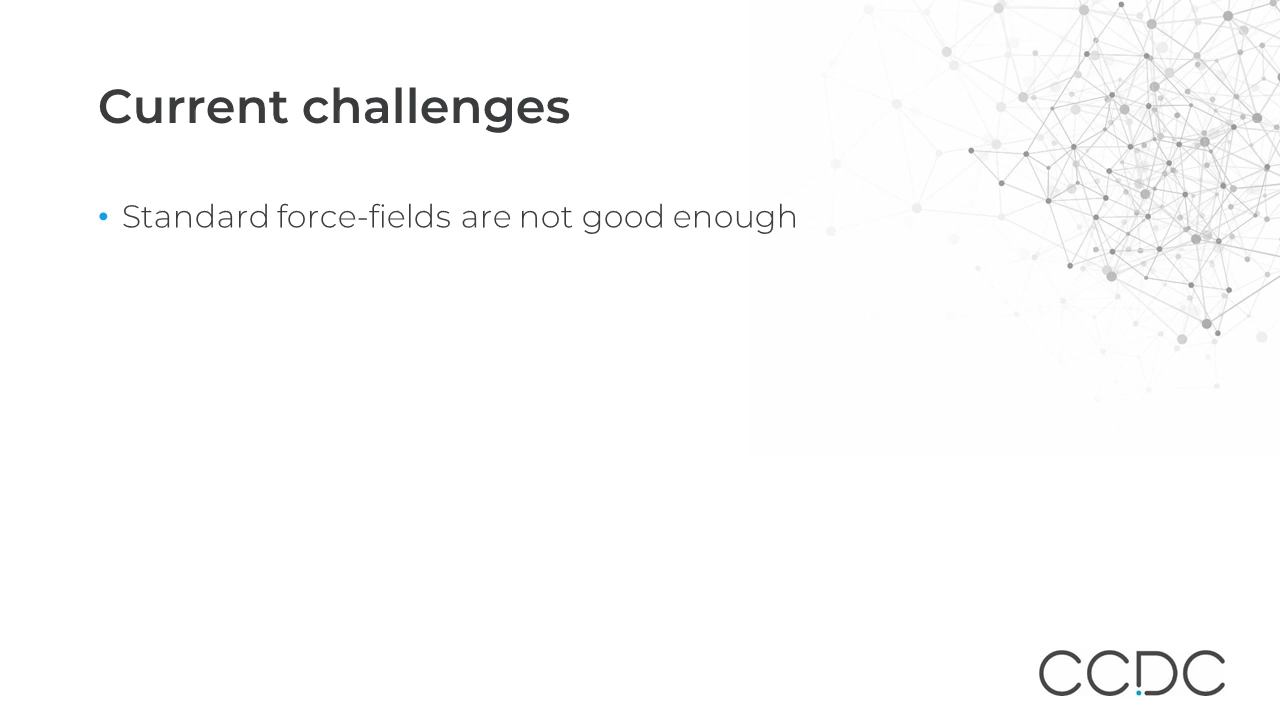 Current challenges
• Standard force-fields are not good enough
CCDC